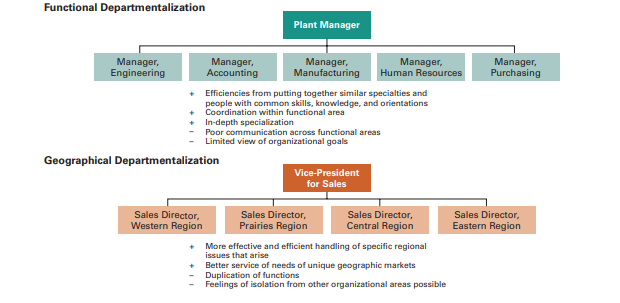 Functional Departmentalization
Plant Manager
Manager,
Engineering
Manager,
Accounting
Manager,
Manufacturing
Manager,
Human Resources
Manager,
Purchasing
+ Efficiencies from putting together similar specialties and
people with common skills, knowledge, and orientations
+ Coordination within functional area
+ In-depth specialization
− Poor communication across functional areas
− Limited view of organizational goals
Geographical Departmentalization
Vice-President
for Sales
Sales Director,
Western Region
Sales Director,
Prairies Region
Sales Director,
Central Region
Sales Director,
Eastern Region
+ More effective and efficient handling of specific regional
issues that arise
+ Better service of needs of unique geographic markets
− Duplication of functions
− Feelings of isolation from other organizational areas possible